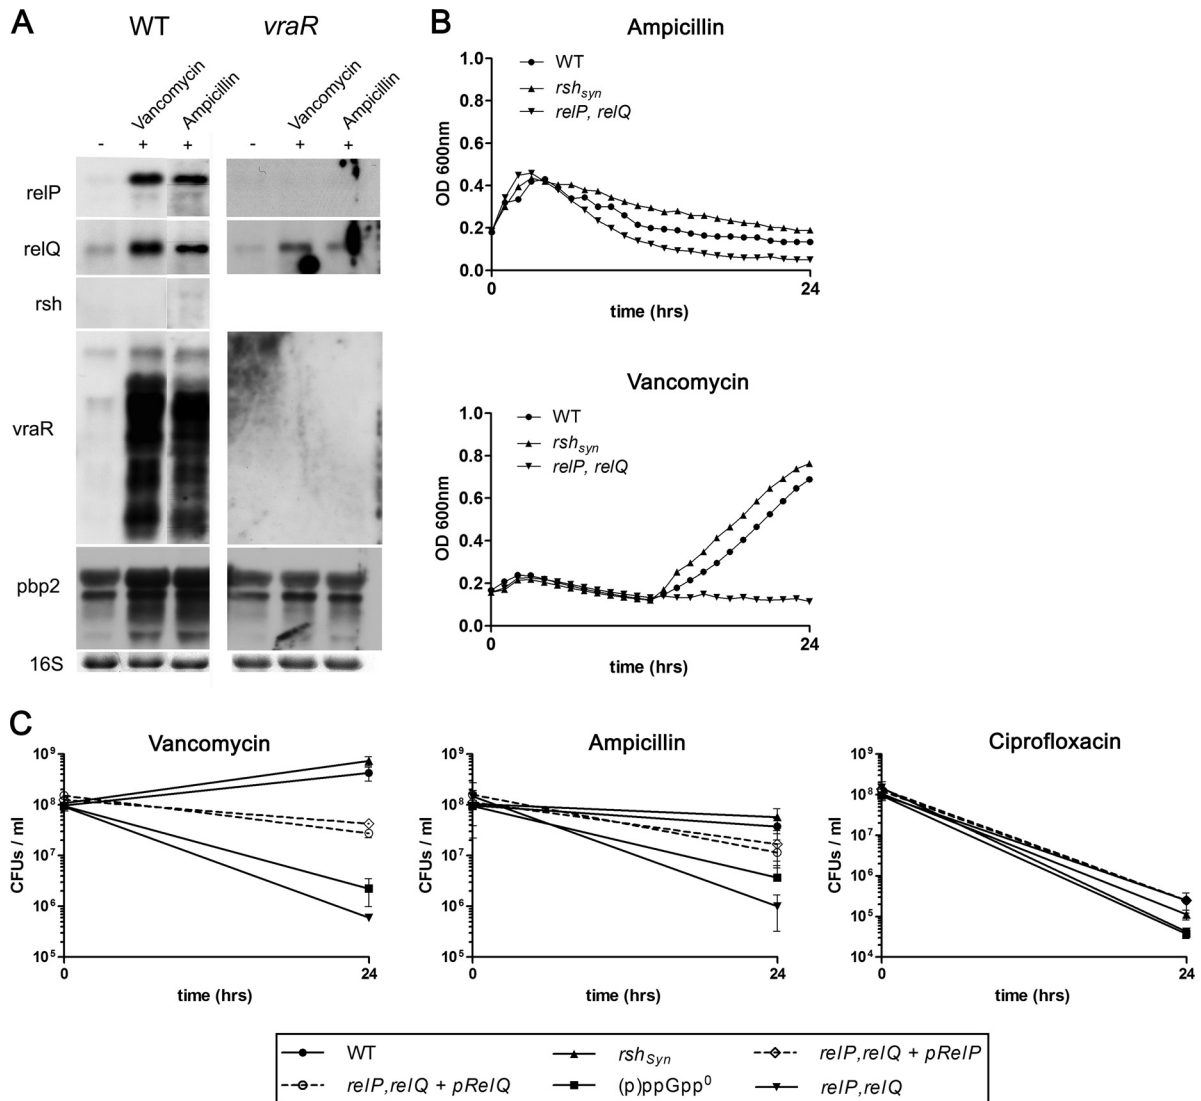 A
WT
vraR
Vancomycin
Ampicillin
Vancomycin
Ampicillin
- + + - + +
relP
relQ
rsh
vraR
pbp2
16S
B
Ampicillin
WT
rshsyn
relP, relQ
1.0
0.8
0.6
0.4
0.2
0.0
OD 600nm
0 24
time (hrs)
Vancomycin
WT
rshsyn
relP, relQ
1.0
0.8
0.6
0.4
0.2
0.0
OD 600nm
0 24
time (hrs)
C
Vancomycin
10⁹
10⁸
10⁷
10⁶
10⁵
CFUs / ml
0 24
time (hrs)
Ampicillin
10⁹
10⁸
10⁷
10⁶
10⁵
CFUs / ml
0 24
time (hrs)
Ciprofloxacin
10⁹
10⁸
10⁷
10⁶
10⁵
10⁴
CFUs / ml
0 24
time (hrs)
WT rshSyn relP,relQ + pRelP
relP,relQ + pRelQ (p)ppGpp⁰ relP,relQ